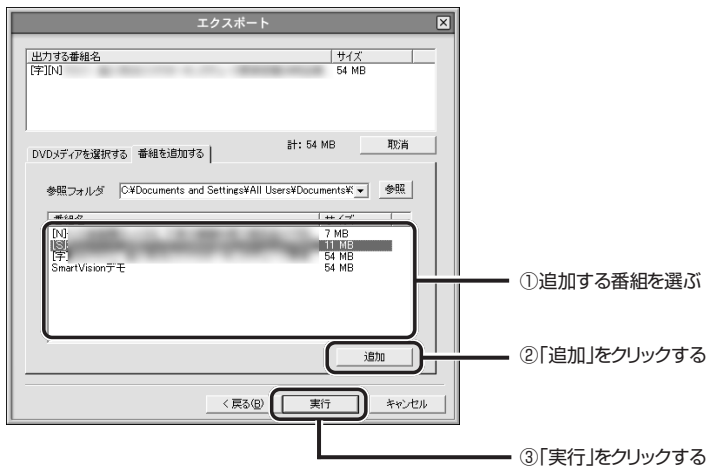 エクスポート
出力する番組名 サイズ
[字][N] 54 MB
計: 54 MB 取消
DVDメディアを選択する 番組を追加する
参照フォルダ C:¥Documents and Settings¥All Users¥Documents¥ 参照
番組名 サイズ
[N] 7 MB
[S] 11 MB
[字] 54 MB
SmartVisionデモ 54 MB
①追加する番組を選ぶ
追加
②「追加」をクリックする
< 戻る(B) 実行 キャンセル
③「実行」をクリックする